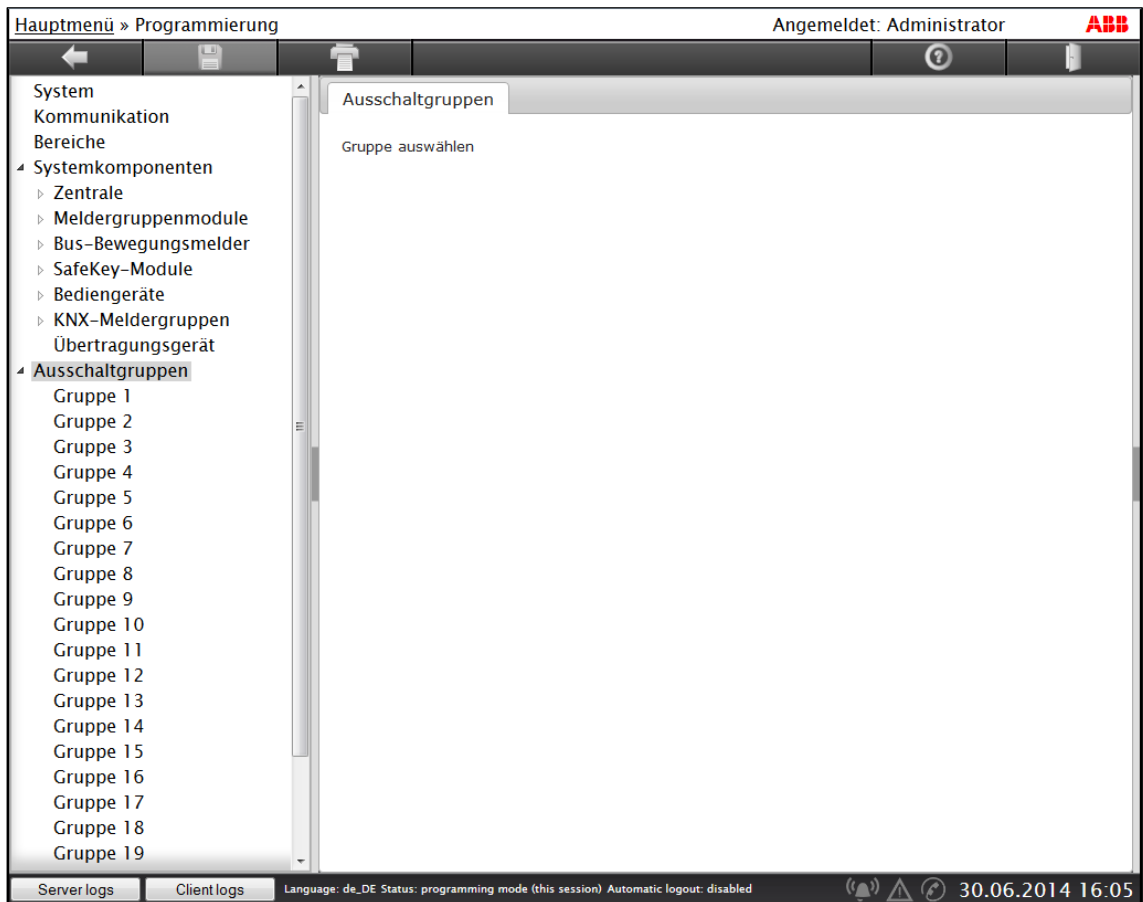 Hauptmenü » Programmierung
Angemeldet: Administrator
ABB
System
Kommunikation
Bereiche
Systemkomponenten
Zentrale
Meldergruppenmodule
Bus-Bewegungsmelder
SafeKey-Module
Bediengeräte
KNX-Meldergruppen
Übertragungsgerät
Ausschaltgruppen
Gruppe 1
Gruppe 2
Gruppe 3
Gruppe 4
Gruppe 5
Gruppe 6
Gruppe 7
Gruppe 8
Gruppe 9
Gruppe 10
Gruppe 11
Gruppe 12
Gruppe 13
Gruppe 14
Gruppe 15
Gruppe 16
Gruppe 17
Gruppe 18
Gruppe 19
Ausschaltgruppen
Gruppe auswählen
Server logs
Client logs
Language: de_DE Status: programming mode (this session) Automatic logout: disabled
30.06.2014 16:05